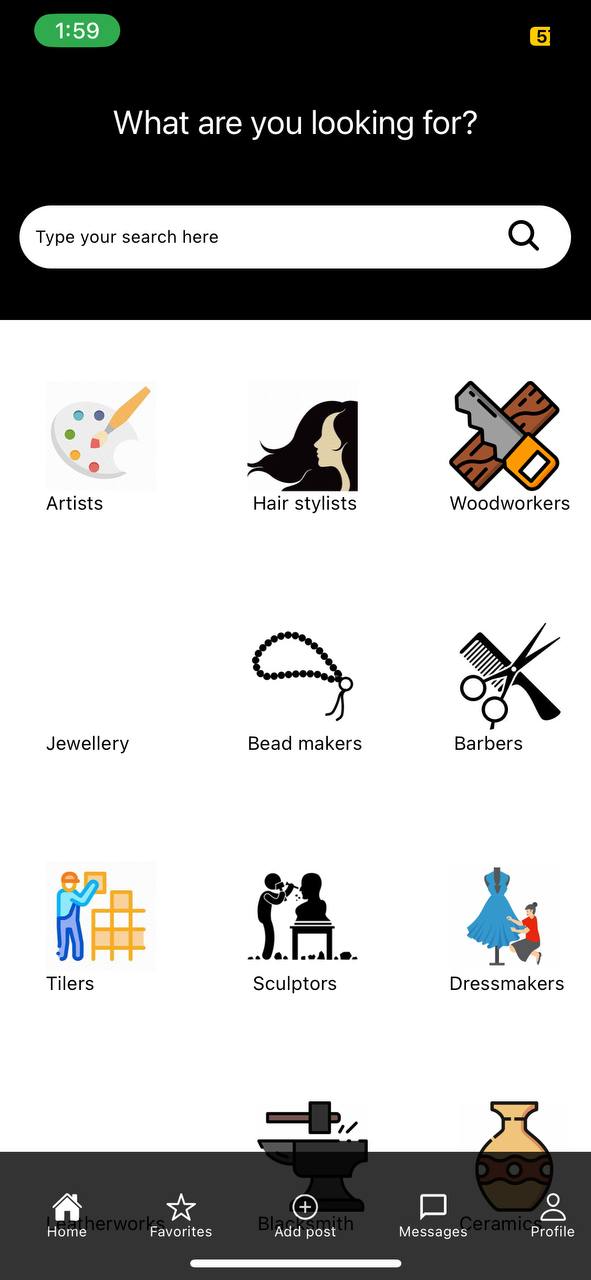 1:59
5
What are you looking for?
Type your search here
Artists Hair stylists Woodworkers
Jewellery Bead makers Barbers
Tilers Sculptors Dressmakers
Leatherworks Blacksmith Ceramics
Home Favorites Add post Messages Profile